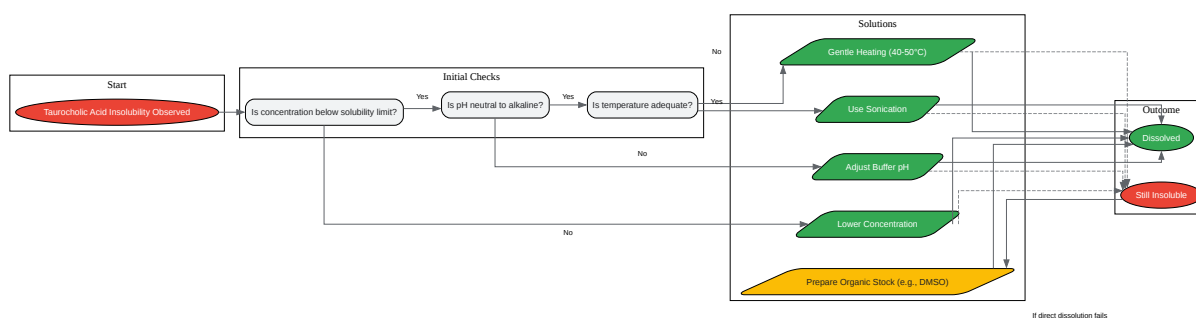 Start
Taurocholic Acid Insolubility Observed
Initial Checks
Is concentration below solubility limit?
Yes
Is pH neutral to alkaline?
Yes
Is temperature adequate?
No
Yes
No
No
Solutions
Gentle Heating (40-50°C)
Use Sonication
Adjust Buffer pH
Lower Concentration
Prepare Organic Stock (e.g., DMSO)
Outcome
Dissolved
Still Insoluble
If direct dissolution fails